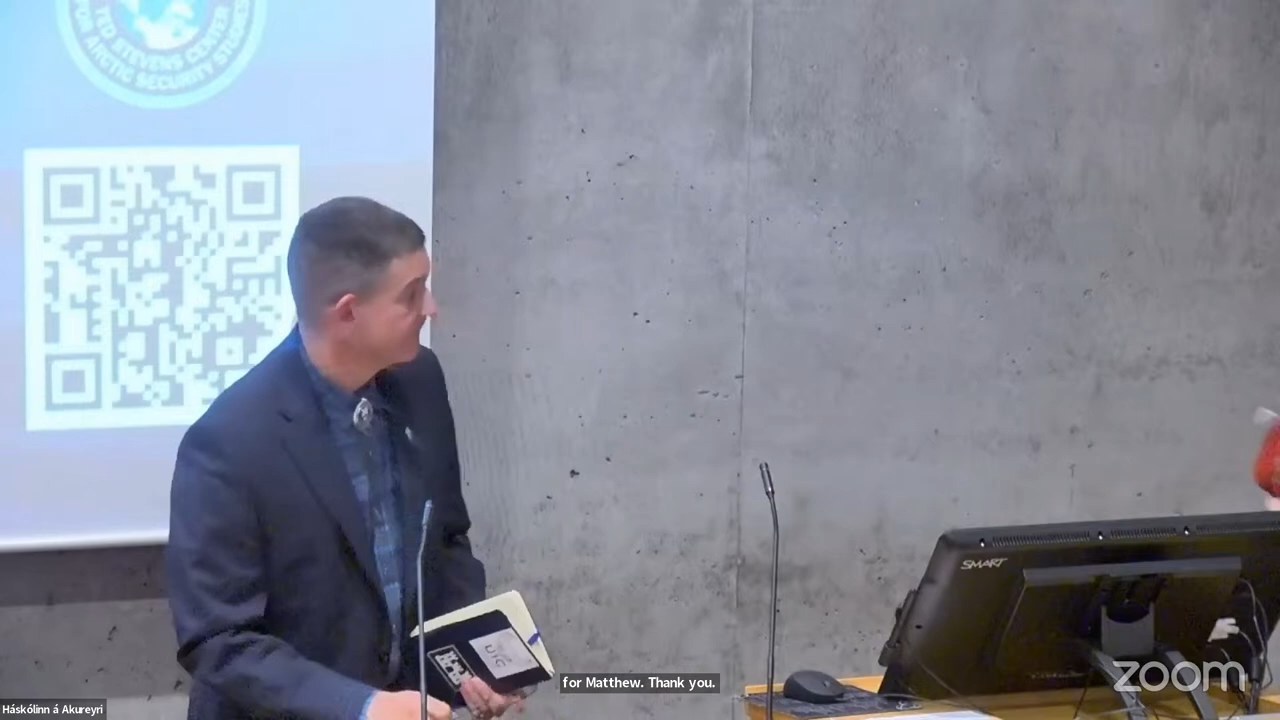 TED STEVENS CENTER
FOR ARCTIC SECURITY STUDIES
SMART
for Matthew. Thank you.
zoom
Háskólinn á Akureyri